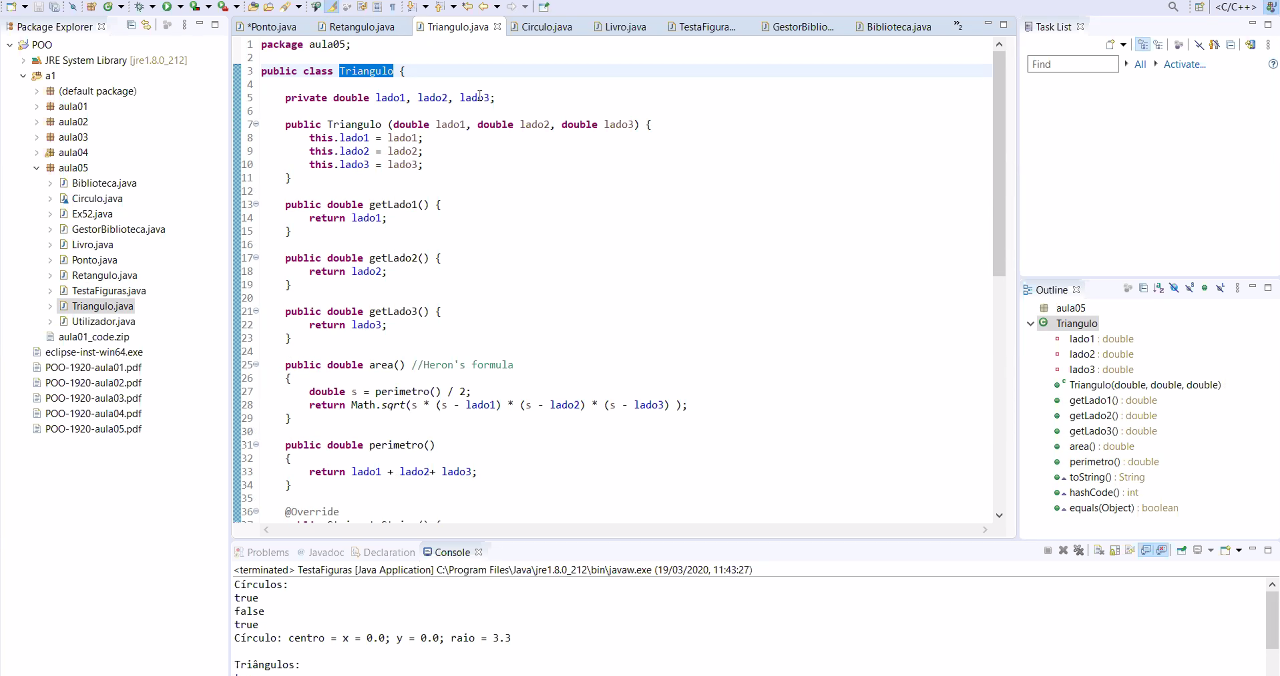 <C/C++>
Package Explorer
*Ponto.java
Retangulo.java
Triangulo.java
Circulo.java
Livro.java
TestaFigura...
GestorBiblio...
Biblioteca.java
"2
Task List
POO
JRE System Library [jre1.8.0_212]
a1
(default package)
aula01
aula02
aula03
aula04
aula05
Biblioteca.java
Circulo.java
Ex52.java
GestorBiblioteca.java
Livro.java
Ponto.java
Retangulo.java
TestaFiguras.java
Triangulo.java
Utilizador.java
aula01_code.zip
eclipse-inst-win64.exe
POO-1920-aula01.pdf
POO-1920-aula02.pdf
POO-1920-aula03.pdf
POO-1920-aula04.pdf
POO-1920-aula05.pdf
1 package aula05;
2
3 public class Triangulo {
4
5 private double lado1, lado2, lado3;
6
7 public Triangulo (double lado1, double lado2, double lado3) {
8 this.lado1 = lado1;
9 this.lado2 = lado2;
10 this.lado3 = lado3;
11 }
12
13 public double getLado1() {
14 return lado1;
15 }
16
17 public double getLado2() {
18 return lado2;
19 }
20
21 public double getLado3() {
22 return lado3;
23 }
24
25 public double area() //Heron's formula
26 {
27 double s = perimetro() / 2;
28 return Math.sqrt(s * (s - lado1) * (s - lado2) * (s - lado3) );
29 }
30
31 public double perimetro()
32 {
33 return lado1 + lado2+ lado3;
34 }
35
36 @Override
Find
All
Activate...
Outline
aula05
Triangulo
lado1 : double
lado2 : double
lado3 : double
Triangulo(double, double, double)
getLado1() : double
getLado2() : double
getLado3() : double
area() : double
perimetro() : double
toString() : String
hashCode() : int
equals(Object) : boolean
Problems
Javadoc
Declaration
Console
<terminated> TestaFiguras [Java Application] C:\Program Files\Java\jre1.8.0_212\bin\javaw.exe (19/03/2020, 11:43:27)
Círculos:
true
false
true
Círculo: centro = x = 0.0; y = 0.0; raio = 3.3
Triângulos: